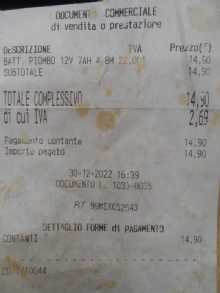 DOCUMENTO COMMERCIALE
di vendita o prestazione
DESCRIZIONE IVA Prezzo(€)
BATT. PIOMBO 12V 7AH 4.8M 22,00% 14,90
SUBTOTALE 14,90
TOTALE COMPLESSIVO 14,90
di cui IVA 2,69
Pagamento contante 14,90
Importo pagato 14,90
30-12-2022 16:39
DOCUMENTO N. 1033-0035
RT 99MEX052543
DETTAGLIO FORME di PAGAMENTO
CONTANTI 14,90